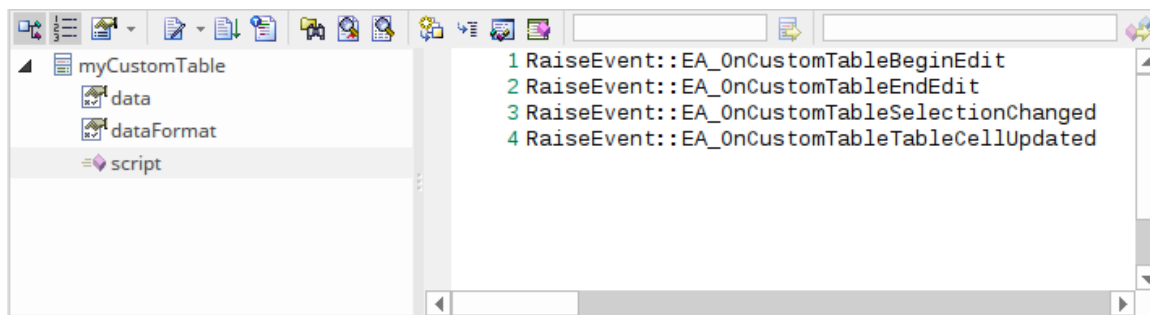 myCustomTable
data
dataFormat
script
1 RaiseEvent::EA_OnCustomTableBeginEdit
2 RaiseEvent::EA_OnCustomTableEndEdit
3 RaiseEvent::EA_OnCustomTableSelectionChanged
4 RaiseEvent::EA_OnCustomTableTableCellUpdated